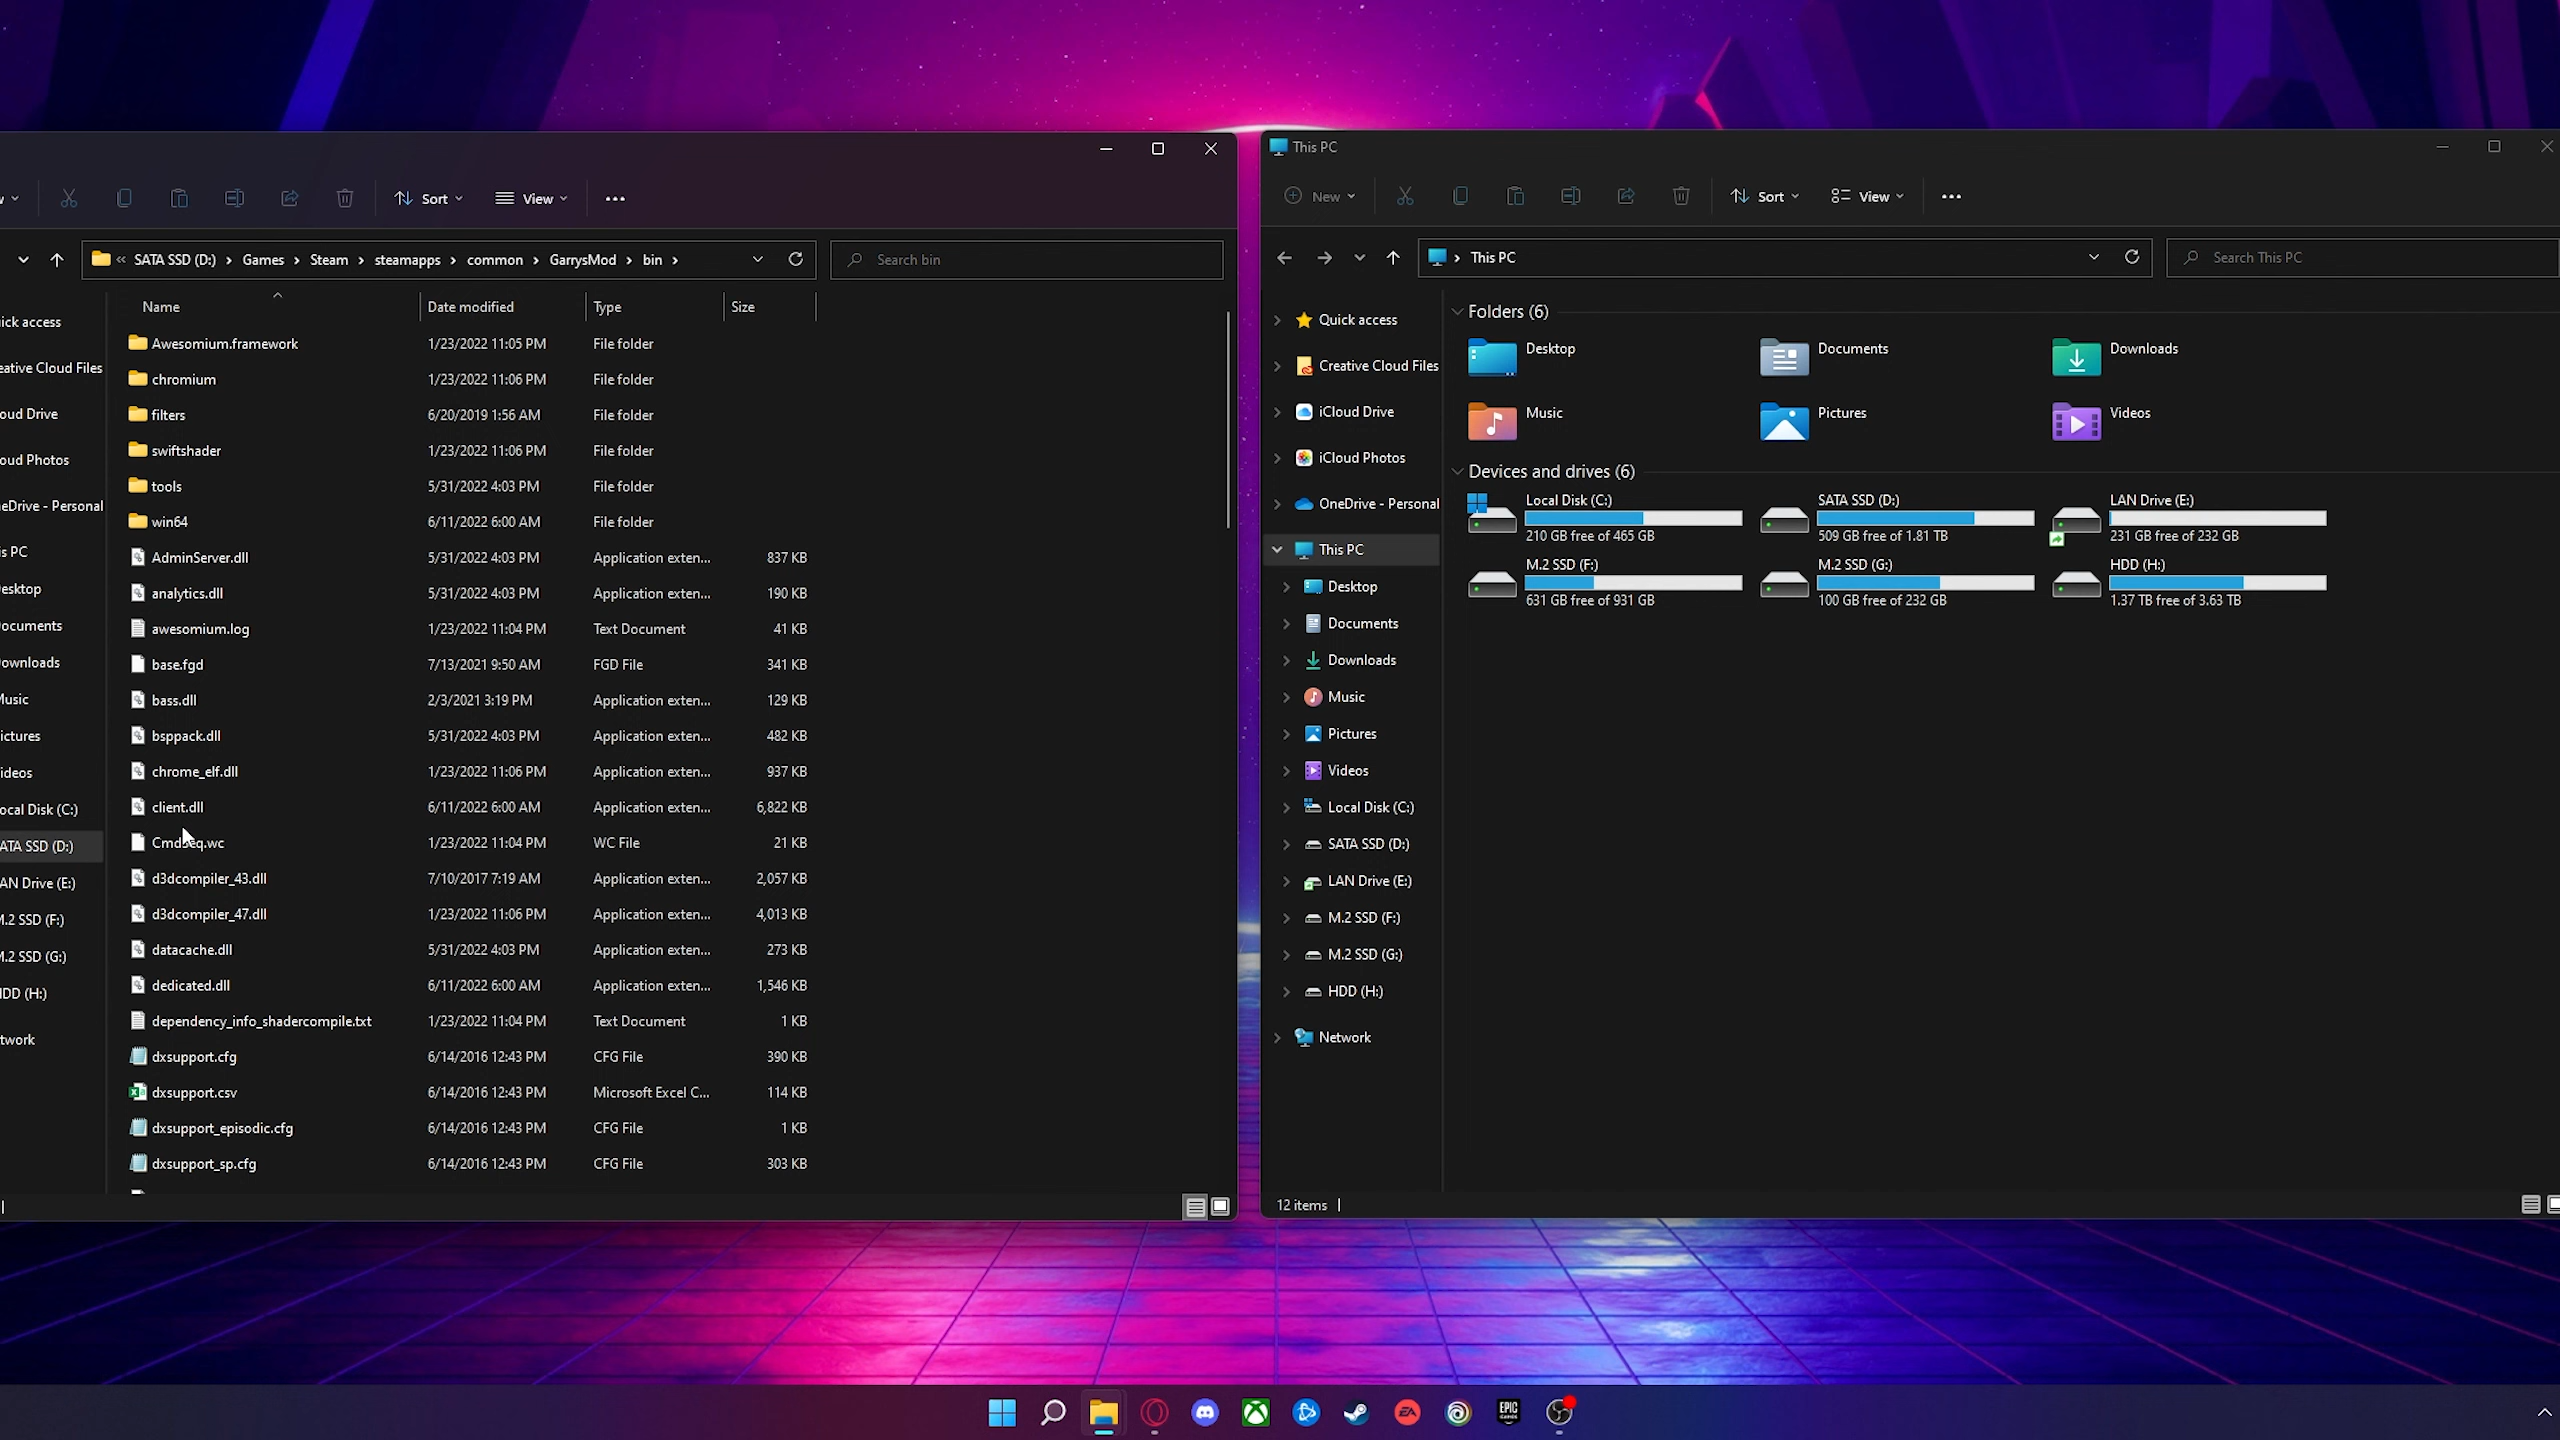 Sort
View
SATA SSD (D:) › Games › Steam › steamapps › common › GarrysMod › bin ›
Search bin
ick access
eative Cloud Files
oud Drive
oud Photos
eDrive - Personal
is PC
esktop
ocuments
ownloads
usic
ictures
ideos
ocal Disk (C:)
ATA SSD (D:)
AN Drive (E:)
.2 SSD (F:)
.2 SSD (G:)
DD (H:)
twork
Name Date modified Type Size
Awesomium.framework 1/23/2022 11:05 PM File folder
chromium 1/23/2022 11:06 PM File folder
filters 6/20/2019 1:56 AM File folder
swiftshader 1/23/2022 11:06 PM File folder
tools 5/31/2022 4:03 PM File folder
win64 6/11/2022 6:00 AM File folder
AdminServer.dll 5/31/2022 4:03 PM Application exten... 837 KB
analytics.dll 5/31/2022 4:03 PM Application exten... 190 KB
awesomium.log 1/23/2022 11:04 PM Text Document 41 KB
base.fgd 7/13/2021 9:50 AM FGD File 341 KB
bass.dll 2/3/2021 3:19 PM Application exten... 129 KB
bsppack.dll 5/31/2022 4:03 PM Application exten... 482 KB
chrome_elf.dll 1/23/2022 11:06 PM Application exten... 937 KB
client.dll 6/11/2022 6:00 AM Application exten... 6,822 KB
CmdSeq.wc 1/23/2022 11:04 PM WC File 21 KB
d3dcompiler_43.dll 7/10/2017 7:19 AM Application exten... 2,057 KB
d3dcompiler_47.dll 1/23/2022 11:06 PM Application exten... 4,013 KB
datacache.dll 5/31/2022 4:03 PM Application exten... 273 KB
dedicated.dll 6/11/2022 6:00 AM Application exten... 1,546 KB
dependency_info_shadercompile.txt 1/23/2022 11:04 PM Text Document 1 KB
dxsupport.cfg 6/14/2016 12:43 PM CFG File 390 KB
dxsupport.csv 6/14/2016 12:43 PM Microsoft Excel C... 114 KB
dxsupport_episodic.cfg 6/14/2016 12:43 PM CFG File 1 KB
dxsupport_sp.cfg 6/14/2016 12:43 PM CFG File 303 KB
This PC
New
Sort
View
This PC
Search This PC
Quick access
Creative Cloud Files
iCloud Drive
iCloud Photos
OneDrive - Personal
This PC
Desktop
Documents
Downloads
Music
Pictures
Videos
Local Disk (C:)
SATA SSD (D:)
LAN Drive (E:)
M.2 SSD (F:)
M.2 SSD (G:)
HDD (H:)
Network
Folders (6)
Desktop Documents Downloads
Music Pictures Videos
Devices and drives (6)
Local Disk (C:) SATA SSD (D:) LAN Drive (E:)
210 GB free of 465 GB 509 GB free of 1.81 TB 231 GB free of 232 GB
M.2 SSD (F:) M.2 SSD (G:) HDD (H:)
631 GB free of 931 GB 100 GB free of 232 GB 1.37 TB free of 3.63 TB
12 items
EA
EPIC
GAMES